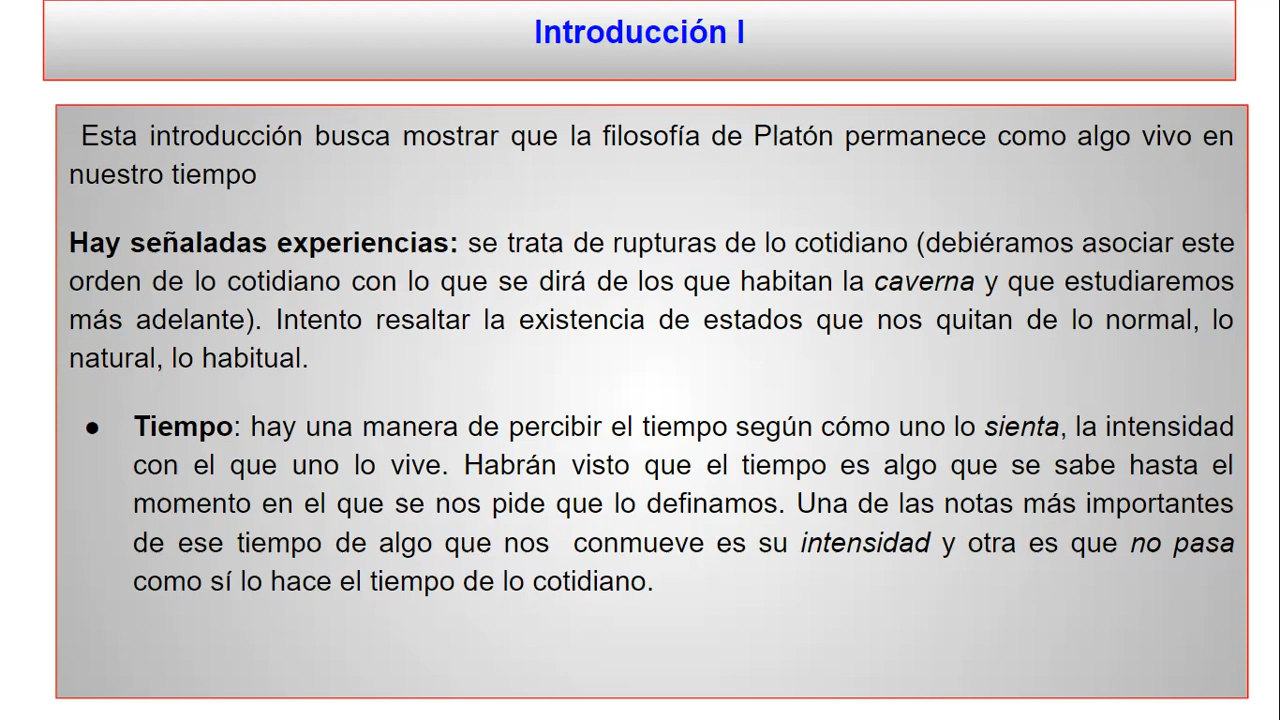 Introducción I
Esta introducción busca mostrar que la filosofía de Platón permanece como algo vivo en
nuestro tiempo
Hay señaladas experiencias: se trata de rupturas de lo cotidiano (debiéramos asociar este
orden de lo cotidiano con lo que se dirá de los que habitan la caverna y que estudiaremos
más adelante). Intento resaltar la existencia de estados que nos quitan de lo normal, lo
natural, lo habitual.
● Tiempo: hay una manera de percibir el tiempo según cómo uno lo sienta, la intensidad
con el que uno lo vive. Habrán visto que el tiempo es algo que se sabe hasta el
momento en el que se nos pide que lo definamos. Una de las notas más importantes
de ese tiempo de algo que nos conmueve es su intensidad y otra es que no pasa
como sí lo hace el tiempo de lo cotidiano.